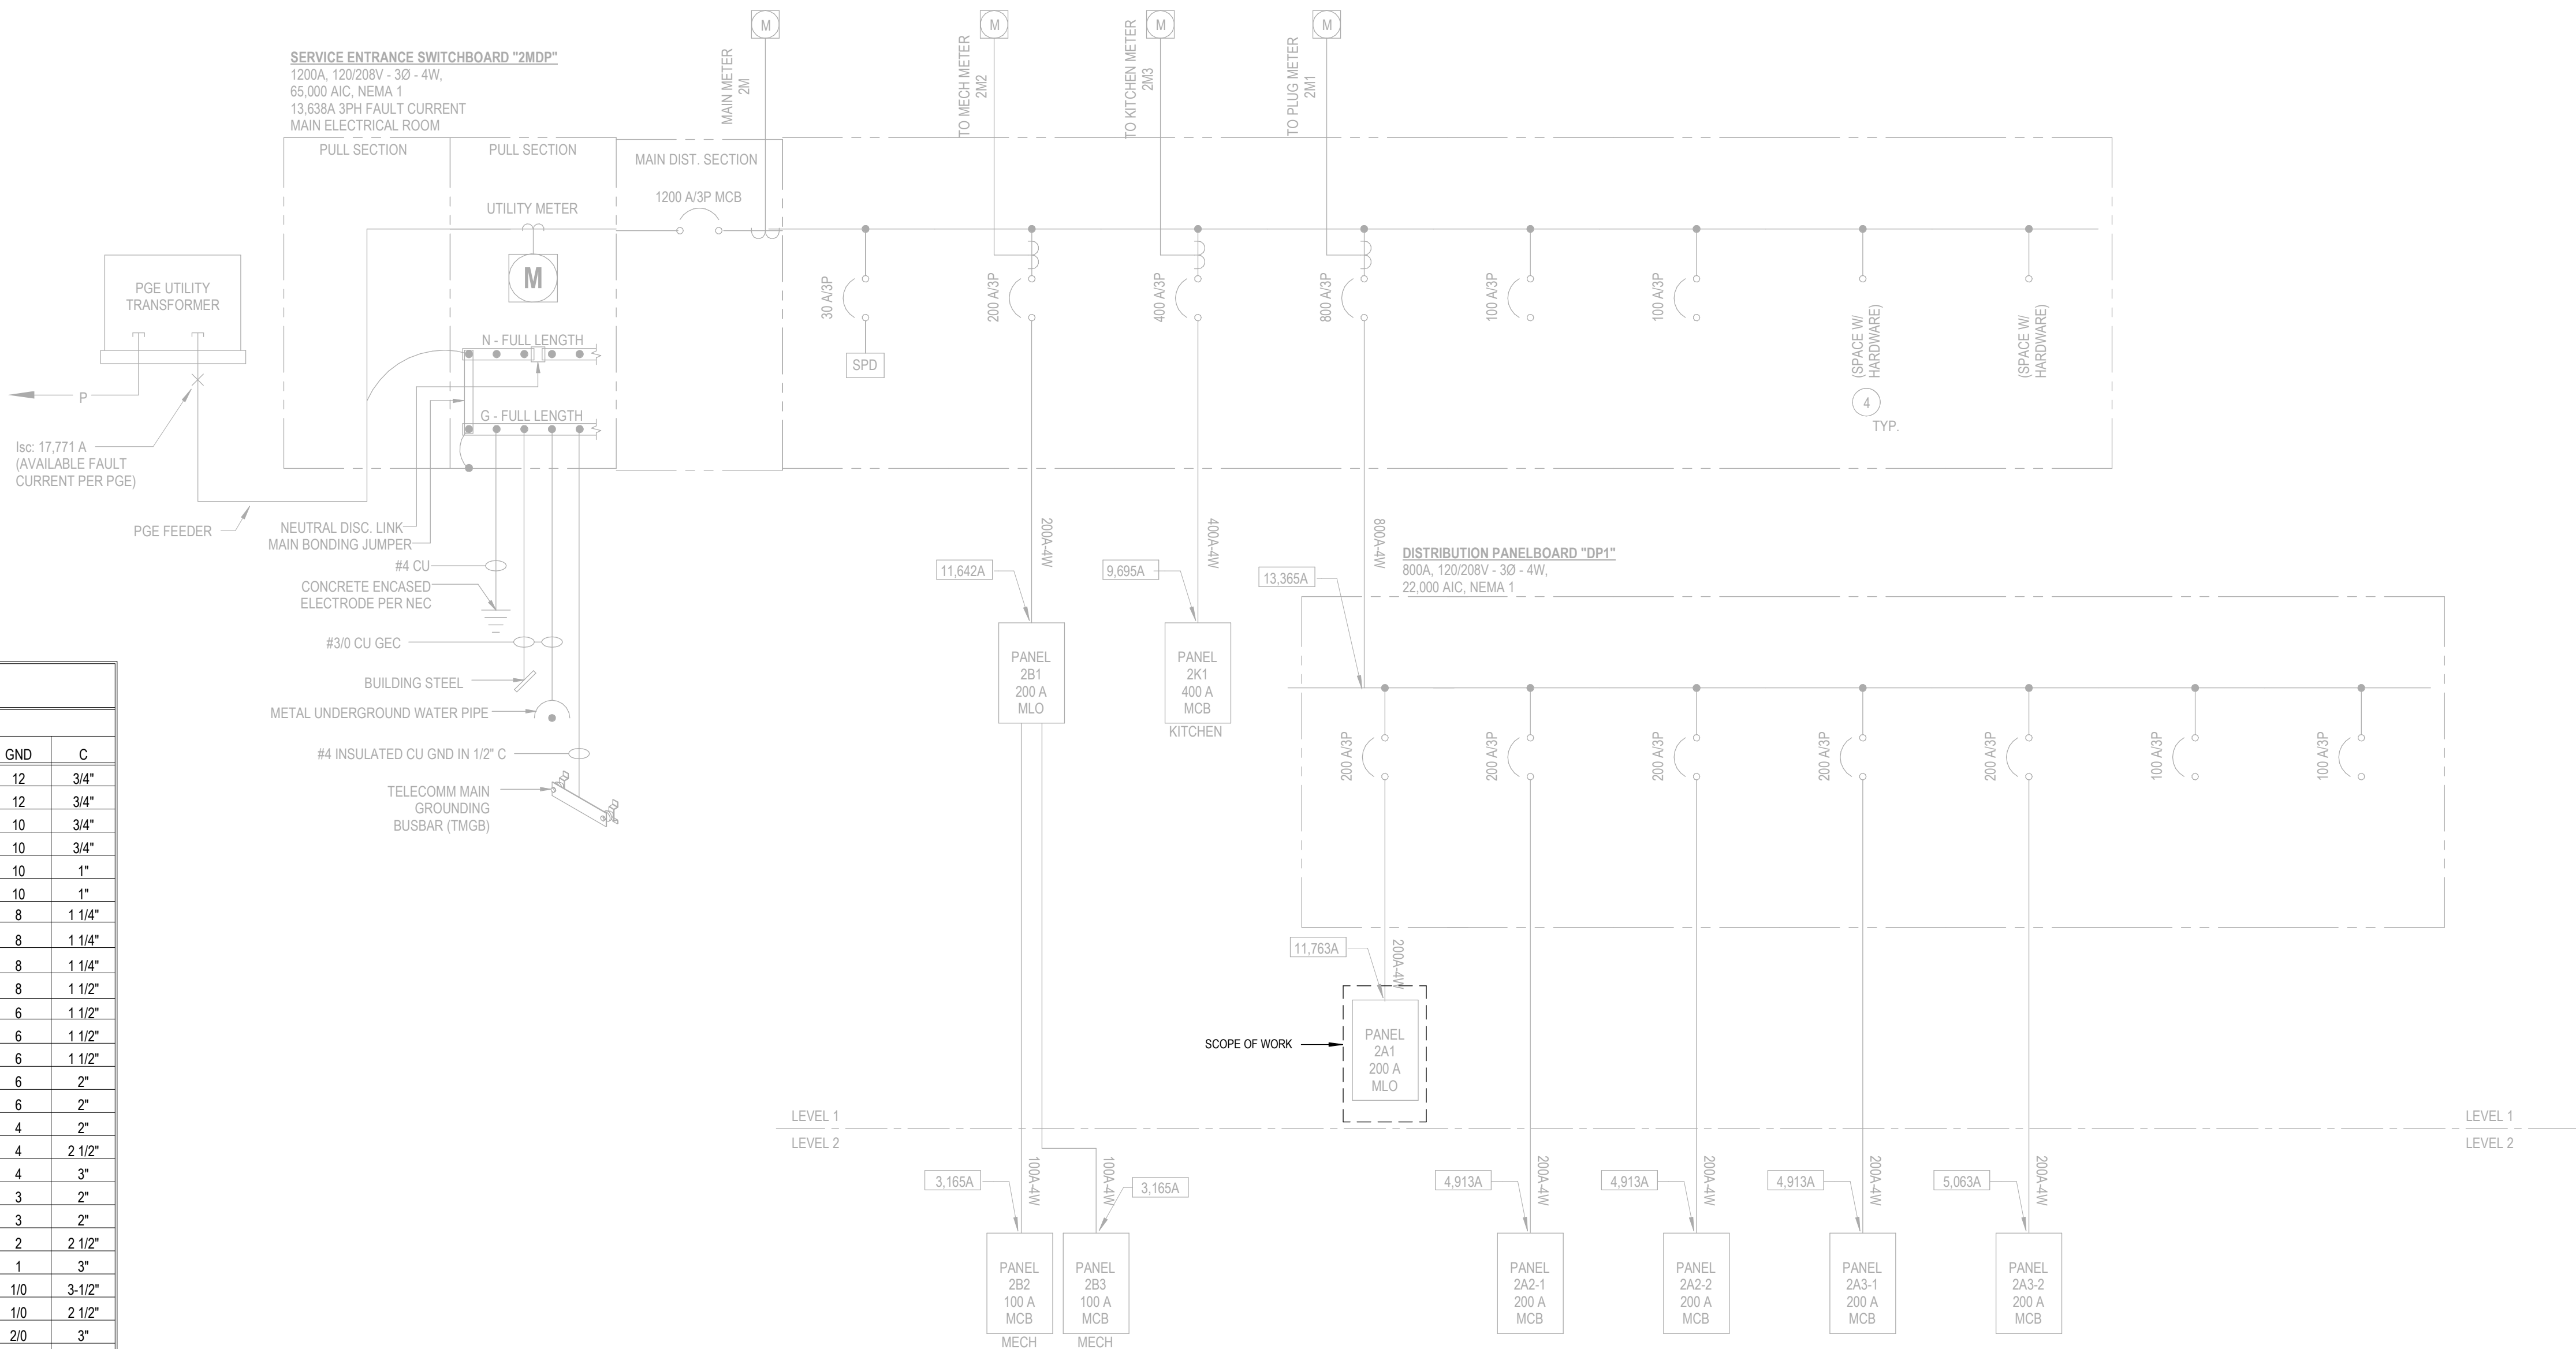 M
M
M
M
MAIN METER
2M
TO MECH METER
2M2
TO KITCHEN METER
2M3
TO PLUG METER
2M1
SERVICE ENTRANCE SWITCHBOARD "2MDP"
1200A, 120/208V - 3Ø - 4W,
65,000 AIC, NEMA 1
13,638A 3PH FAULT CURRENT
MAIN ELECTRICAL ROOM
PULL SECTION
PULL SECTION
MAIN DIST. SECTION
1200 A/3P MCB
UTILITY METER
M
PGE UTILITY
TRANSFORMER
N - FULL LENGTH
G - FULL LENGTH
P
Isc: 17,771 A
(AVAILABLE FAULT
CURRENT PER PGE)
PGE FEEDER
NEUTRAL DISC. LINK
MAIN BONDING JUMPER
#4 CU
CONCRETE ENCASED
ELECTRODE PER NEC
#3/0 CU GEC
BUILDING STEEL
METAL UNDERGROUND WATER PIPE
#4 INSULATED CU GND IN 1/2" C
TELECOMM MAIN
GROUNDING
BUSBAR (TMGB)
30 A/3P
SPD
200 A/3P
400 A/3P
800 A/3P
100 A/3P
100 A/3P
(SPACE W/
HARDWARE)
4
TYP.
(SPACE W/
HARDWARE)
200A-4W
400A-4W
800A-4W
11,642A
9,695A
13,365A
DISTRIBUTION PANELBOARD "DP1"
800A, 120/208V - 3Ø - 4W,
22,000 AIC, NEMA 1
PANEL
2B1
200 A
MLO
PANEL
2K1
400 A
MCB
KITCHEN
200 A/3P
200 A/3P
200 A/3P
200 A/3P
200 A/3P
100 A/3P
100 A/3P
11,763A
200A-4W
SCOPE OF WORK
PANEL
2A1
200 A
MLO
LEVEL 1
LEVEL 2
LEVEL 1
LEVEL 2
3,165A
100A-4W
100A-4W
3,165A
4,913A
200A-4W
4,913A
200A-4W
4,913A
200A-4W
5,063A
200A-4W
PANEL
2B2
100 A
MCB
MECH
PANEL
2B3
100 A
MCB
MECH
PANEL
2A2-1
200 A
MCB
PANEL
2A2-2
200 A
MCB
PANEL
2A3-1
200 A
MCB
PANEL
2A3-2
200 A
MCB
GND C
12 3/4"
12 3/4"
10 3/4"
10 3/4"
10 1"
10 1"
8 1 1/4"
8 1 1/4"
8 1 1/4"
8 1 1/2"
6 1 1/2"
6 1 1/2"
6 1 1/2"
6 2"
6 2"
4 2"
4 2 1/2"
4 3"
3 2"
3 2"
2 2 1/2"
1 3"
1/0 3-1/2"
1/0 2 1/2"
2/0 3"